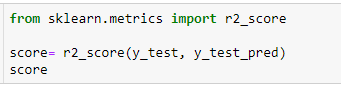 from sklearn.metrics import r2_score
score= r2_score(y_test, y_test_pred)
score